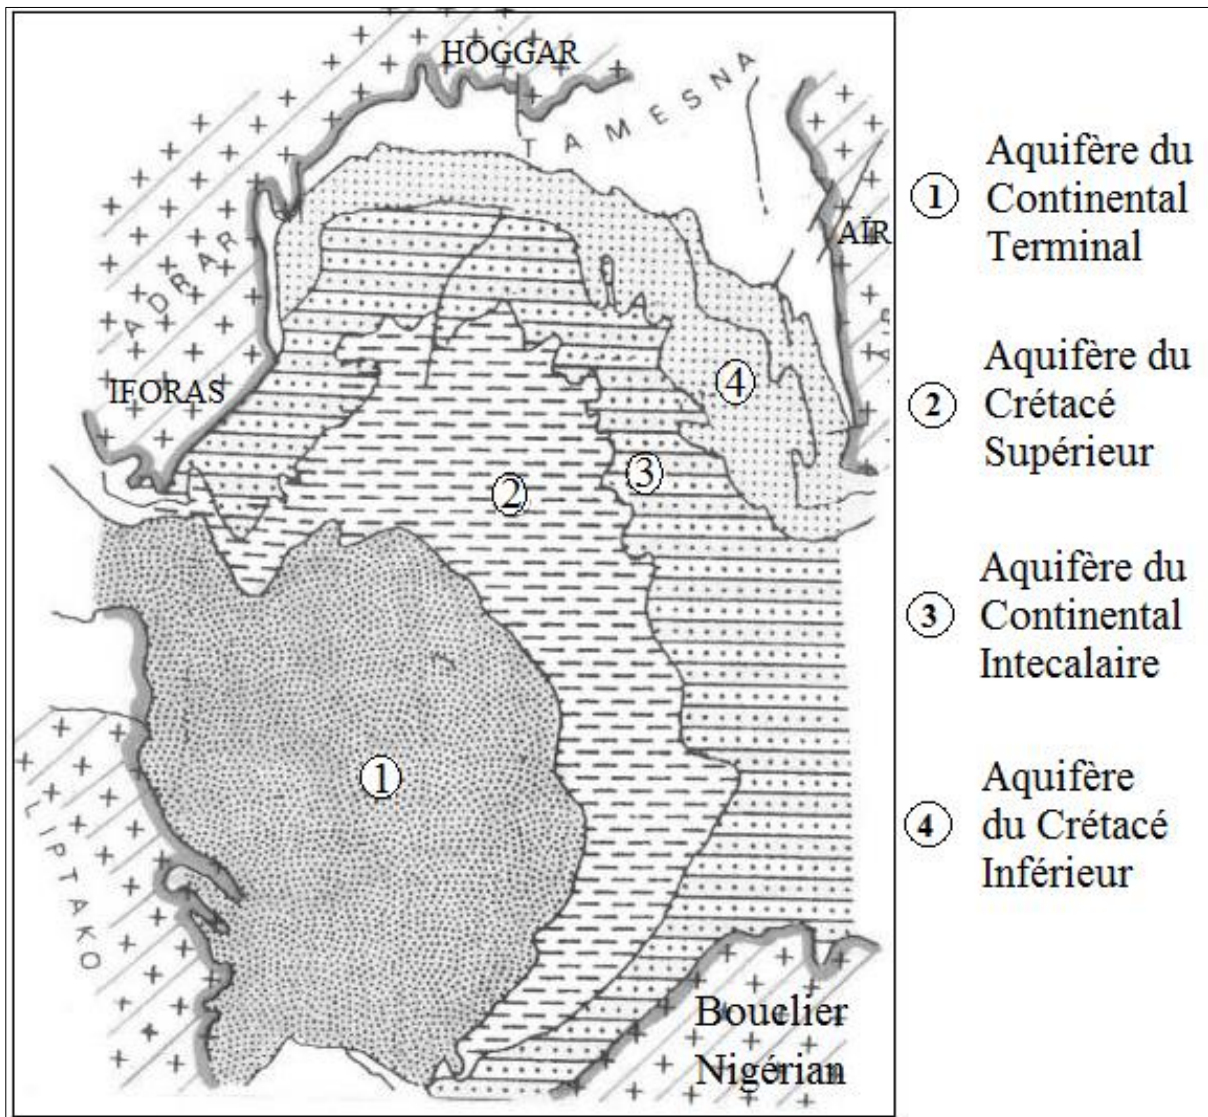 HOGGAR
TAMESNA
AÏR
ADRAR
IFORAS
4
3
2
1
LIPTAKO
Bouclier
Nigérian
1 Aquifère du
Continental
Terminal
2 Aquifère du
Crétacé
Supérieur
3 Aquifère du
Continental
Intecalaire
4 Aquifère
du Crétacé
Inférieur